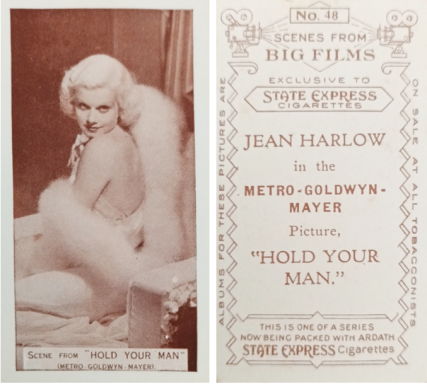 SCENE FROM "HOLD YOUR MAN"
(METRO-GOLDWYN-MAYER)
No. 48
SCENES FROM
BIG FILMS
EXCLUSIVE TO
STATE EXPRESS
CIGARETTES
ALBUMS FOR THESE PICTURES ARE
ON SALE AT ALL TOBACCONISTS
JEAN HARLOW
in the
METRO-GOLDWYN-
MAYER
Picture,
"HOLD YOUR
MAN."
THIS IS ONE OF A SERIES
NOW BEING PACKED WITH ARDATH
STATE EXPRESS Cigarettes